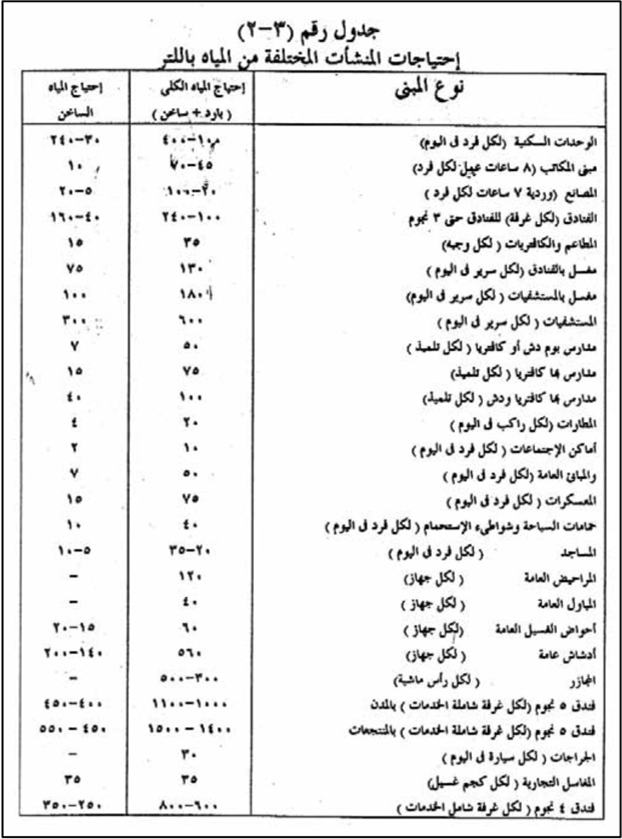 جدول رقم (٣-٢)
إحتياجات المنشأت المختلفة من المياه باللتر
نوع المبنى إحتياج المياه الكلى (بارد + ساخن) إحتياج المياه الساخن
الوحدات السكنية (لكل فرد فى اليوم) ١٠٠-٤٠٠ ٣٠-٢٤٠
مبنى المكاتب (٨ ساعات عمل لكل فرد) ٤٥-٧٠ ١٠
المصانع (وردية ٧ ساعات لكل فرد) ٢٠-١٠٠ ٥-٢٠
الفنادق (لكل غرفة) للفنادق حتى ٣ نجوم ١٠٠-٢٤٠ ٤٠-١٦٠
المطاعم والكافتريات (لكل وجبه) ٣٥ ١٥
مغسل بالفنادق (لكل سرير فى اليوم) ١٣٠ ٧٥
مغسل بالمستشفيات (لكل سرير فى اليوم) ١٨٠ ١٠٠
المستشفيات (لكل سرير فى اليوم) ٦٠٠ ٣٠٠
مدارس بوم دش أو كافتريا (لكل تلميذ) ٥٠ ٧
مدارس بها كافتريا (لكل تلميذ) ٧٥ ١٥
مدارس بها كافتريا ودش (لكل تلميذ) ١٠٠ ٤٠
المطارات (لكل راكب فى اليوم) ٢٠ ٤
أماكن الإجتماعات (لكل فرد فى اليوم) ١٠ ٢
والمبانى العامة (لكل فرد فى اليوم) ٥٠ ٧
المعسكرات (لكل فرد فى اليوم) ٧٥ ١٥
حمامات السباحة وشواطىء الإستحمام (لكل فرد فى اليوم) ٤٠ ١٠
المساجد (لكل فرد فى اليوم) ٢٠-٣٥ ٥-١٠
المراحيض العامة (لكل جهاز) ١٢٠ -
المباول العامة (لكل جهاز) ٤٠ -
أحواض الغسيل العامة (لكل جهاز) ٦٠ ١٥-٢٠
أدشاش عامة (لكل جهاز) ٥٦٠ ١٤٠-٢٠٠
المجازر (لكل رأس ماشية) ٣٠٠-٥٠٠ -
فندق ٥ نجوم (لكل غرفة شاملة الخدمات) بالمدن ١٠٠٠-١١٠٠ ٤٠٠-٤٥٠
فندق ٥ نجوم (لكل غرفة شاملة الخدمات) بالمنتجعات ١٤٠٠-١٥٠٠ ٤٥٠-٥٥٠
الجراجات (لكل سيارة فى اليوم) ٣٠ -
المغاسل التجارية (لكل كجم غسيل) ٣٥ ٣٥
فندق ٤ نجوم (لكل غرفة شامل الخدمات) ٦٠٠-٨٠٠ ٢٥٠-٣٥٠